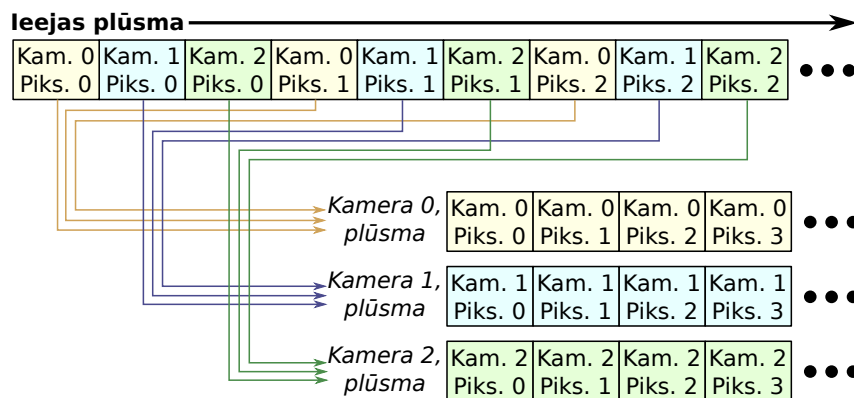 Ieejas plūsma
Kam. 0 Kam. 1 Kam. 2 Kam. 0 Kam. 1 Kam. 2 Kam. 0 Kam. 1 Kam. 2
Piks. 0 Piks. 0 Piks. 0 Piks. 1 Piks. 1 Piks. 1 Piks. 2 Piks. 2 Piks. 2
Kamera 0, Kam. 0 Kam. 0 Kam. 0 Kam. 0
plūsma Piks. 0 Piks. 1 Piks. 2 Piks. 3
Kamera 1, Kam. 1 Kam. 1 Kam. 1 Kam. 1
plūsma Piks. 0 Piks. 1 Piks. 2 Piks. 3
Kamera 2, Kam. 2 Kam. 2 Kam. 2 Kam. 2
plūsma Piks. 0 Piks. 1 Piks. 2 Piks. 3